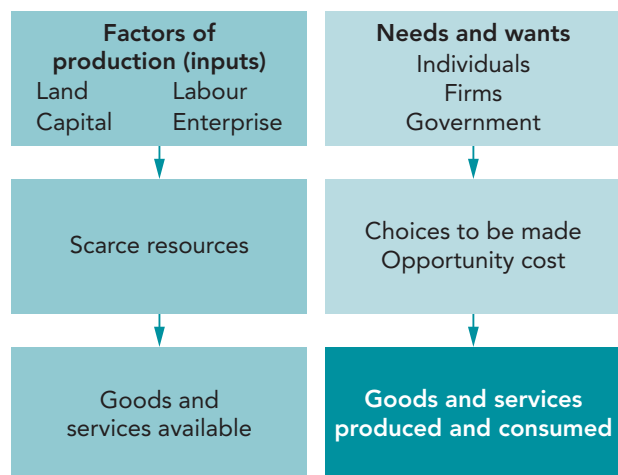 Factors of
production (inputs)
Land Labour
Capital Enterprise
Scarce resources
Goods and
services available
Needs and wants
Individuals
Firms
Government
Choices to be made
Opportunity cost
Goods and services
produced and consumed